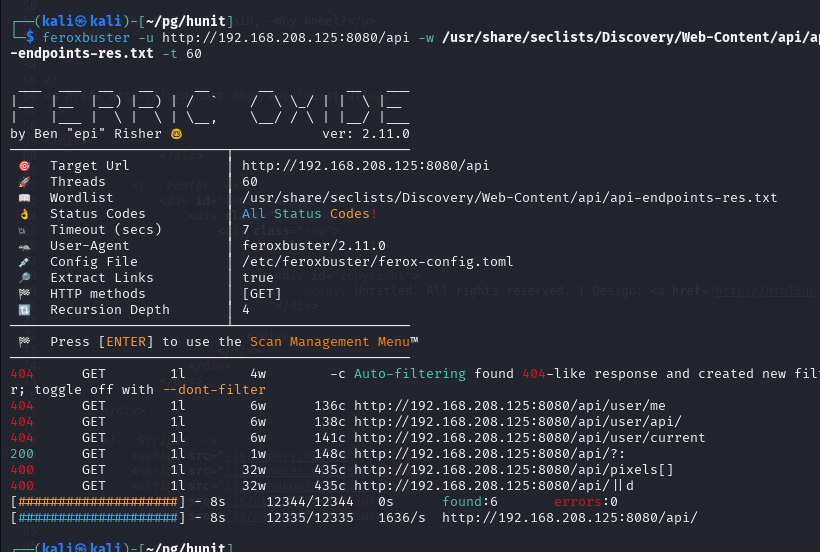 ┌──(kali㉿kali)-[~/pg/hunit]
└─$ feroxbuster -u http://192.168.208.125:8080/api -w /usr/share/seclists/Discovery/Web-Content/api/ap
-endpoints-res.txt -t 60
FERRIC OXIDE
by Ben "epi" Risher 🤓 ver: 2.11.0
🎯 Target Url │ http://192.168.208.125:8080/api
🚀 Threads │ 60
📖 Wordlist │ /usr/share/seclists/Discovery/Web-Content/api/api-endpoints-res.txt
👌 Status Codes │ All Status Codes!
💥 Timeout (secs) │ 7
🦡 User-Agent │ feroxbuster/2.11.0
💉 Config File │ /etc/feroxbuster/ferox-config.toml
🔎 Extract Links │ true
🏁 HTTP methods │ [GET]
🔃 Recursion Depth │ 4
🏁 Press [ENTER] to use the Scan Management Menu™
404 GET 1l 4w -c Auto-filtering found 404-like response and created new filt
r; toggle off with --dont-filter
404 GET 1l 6w 136c http://192.168.208.125:8080/api/user/me
404 GET 1l 6w 138c http://192.168.208.125:8080/api/user/api/
404 GET 1l 6w 141c http://192.168.208.125:8080/api/user/current
200 GET 1l 1w 148c http://192.168.208.125:8080/api/?:
400 GET 1l 32w 435c http://192.168.208.125:8080/api/pixels[]
400 GET 1l 32w 435c http://192.168.208.125:8080/api/||d
[####################] - 8s 12344/12344 0s found:6 errors:0
[####################] - 8s 12335/12335 1636/s http://192.168.208.125:8080/api/
┌──(kali㉿kali)-[~/pg/hunit]